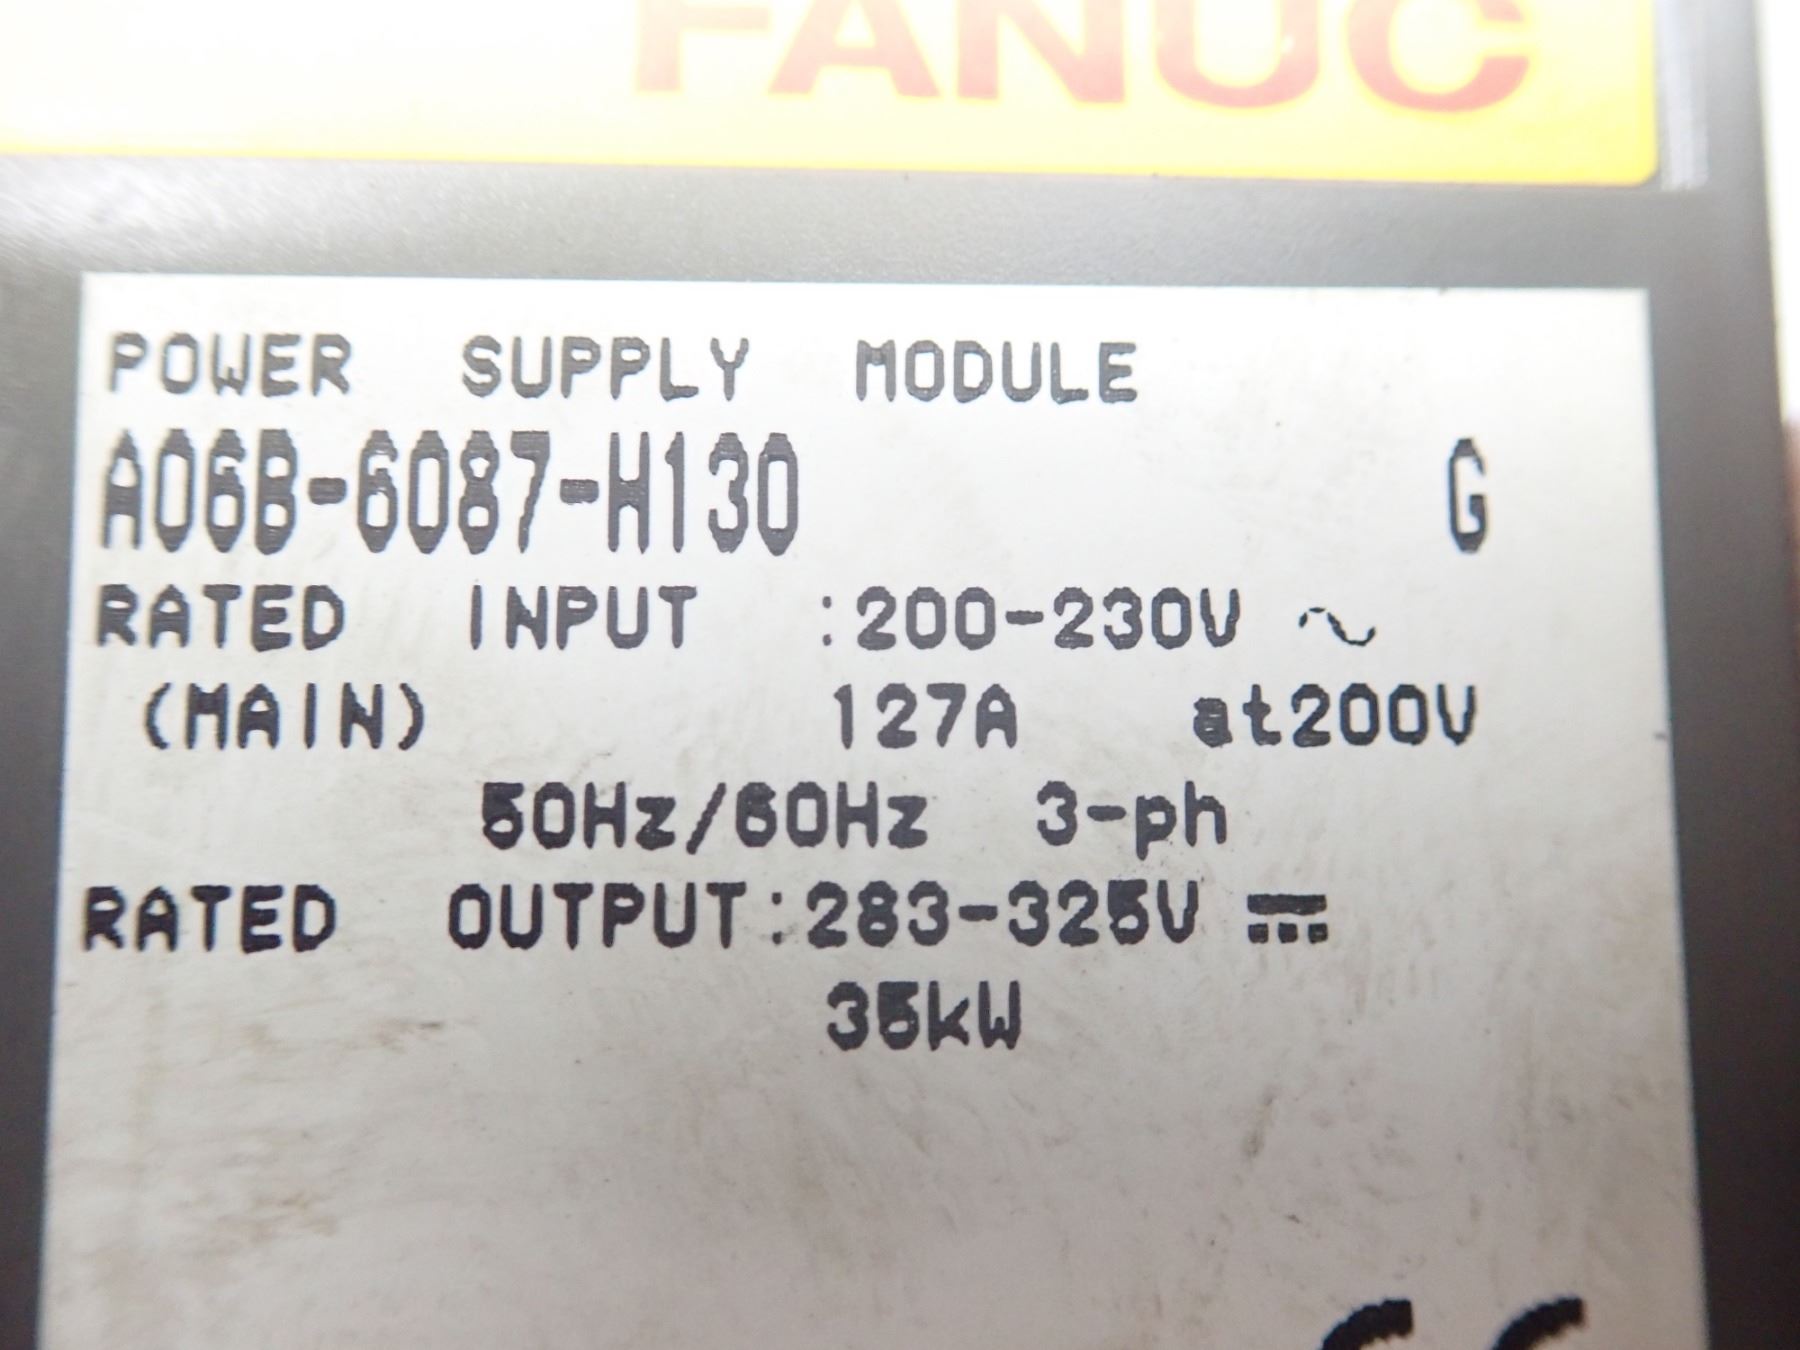 FANUC
POWER SUPPLY MODULE
A06B-6087-H130 G
RATED INPUT :200-230V ~
(MAIN) 127A at200V
50Hz/60Hz 3-ph
RATED OUTPUT:283-325V ⎓
35kW